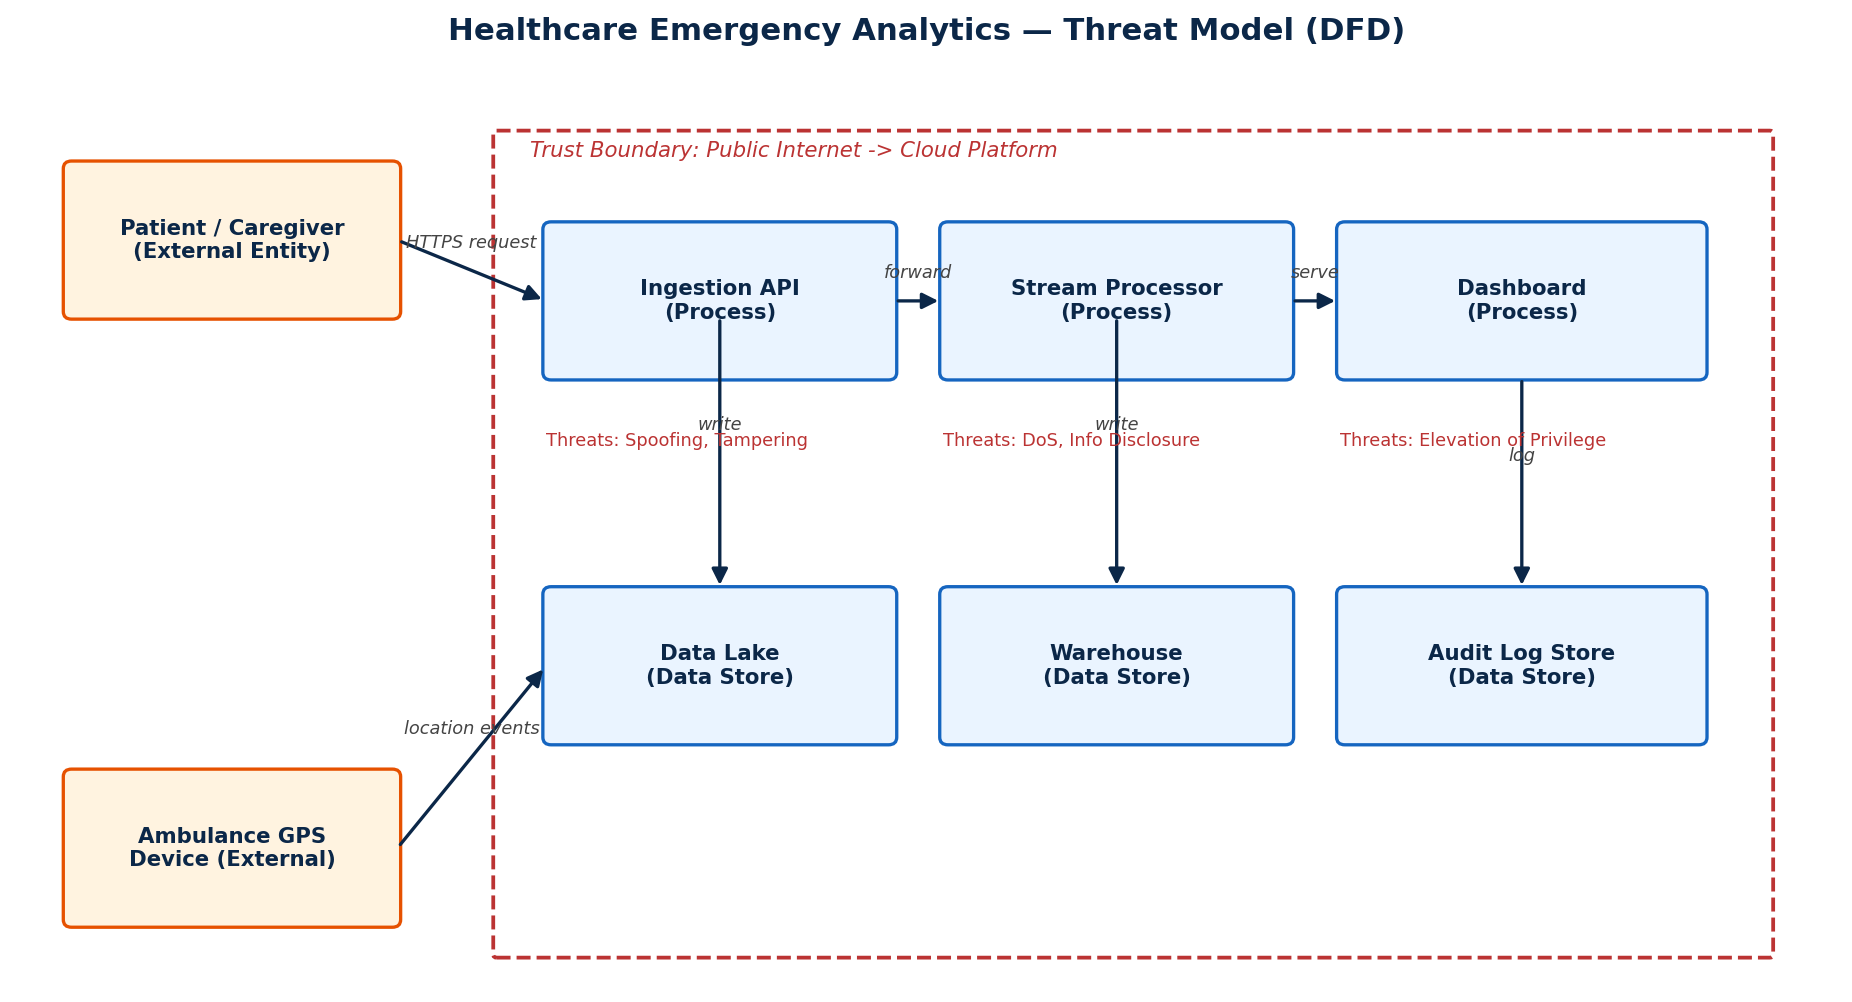 Healthcare Emergency Analytics — Threat Model (DFD)
Trust Boundary: Public Internet -> Cloud Platform
Patient / Caregiver
(External Entity)
HTTPS request
Ingestion API
(Process)
forward
Stream Processor
(Process)
serve
Dashboard
(Process)
write
Threats: Spoofing, Tampering
write
Threats: DoS, Info Disclosure
Threats: Elevation of Privilege
log
Data Lake
(Data Store)
Warehouse
(Data Store)
Audit Log Store
(Data Store)
location events
Ambulance GPS
Device (External)